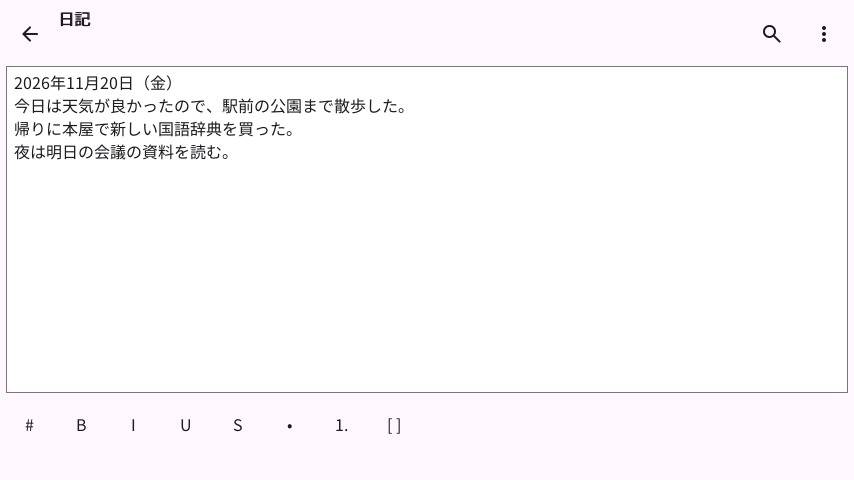 日記
2026年11月20日（金）
今日は天気が良かったので、駅前の公園まで散歩した。
帰りに本屋で新しい国語辞典を買った。
夜は明日の会議の資料を読む。
# B I U S • 1. [ ]